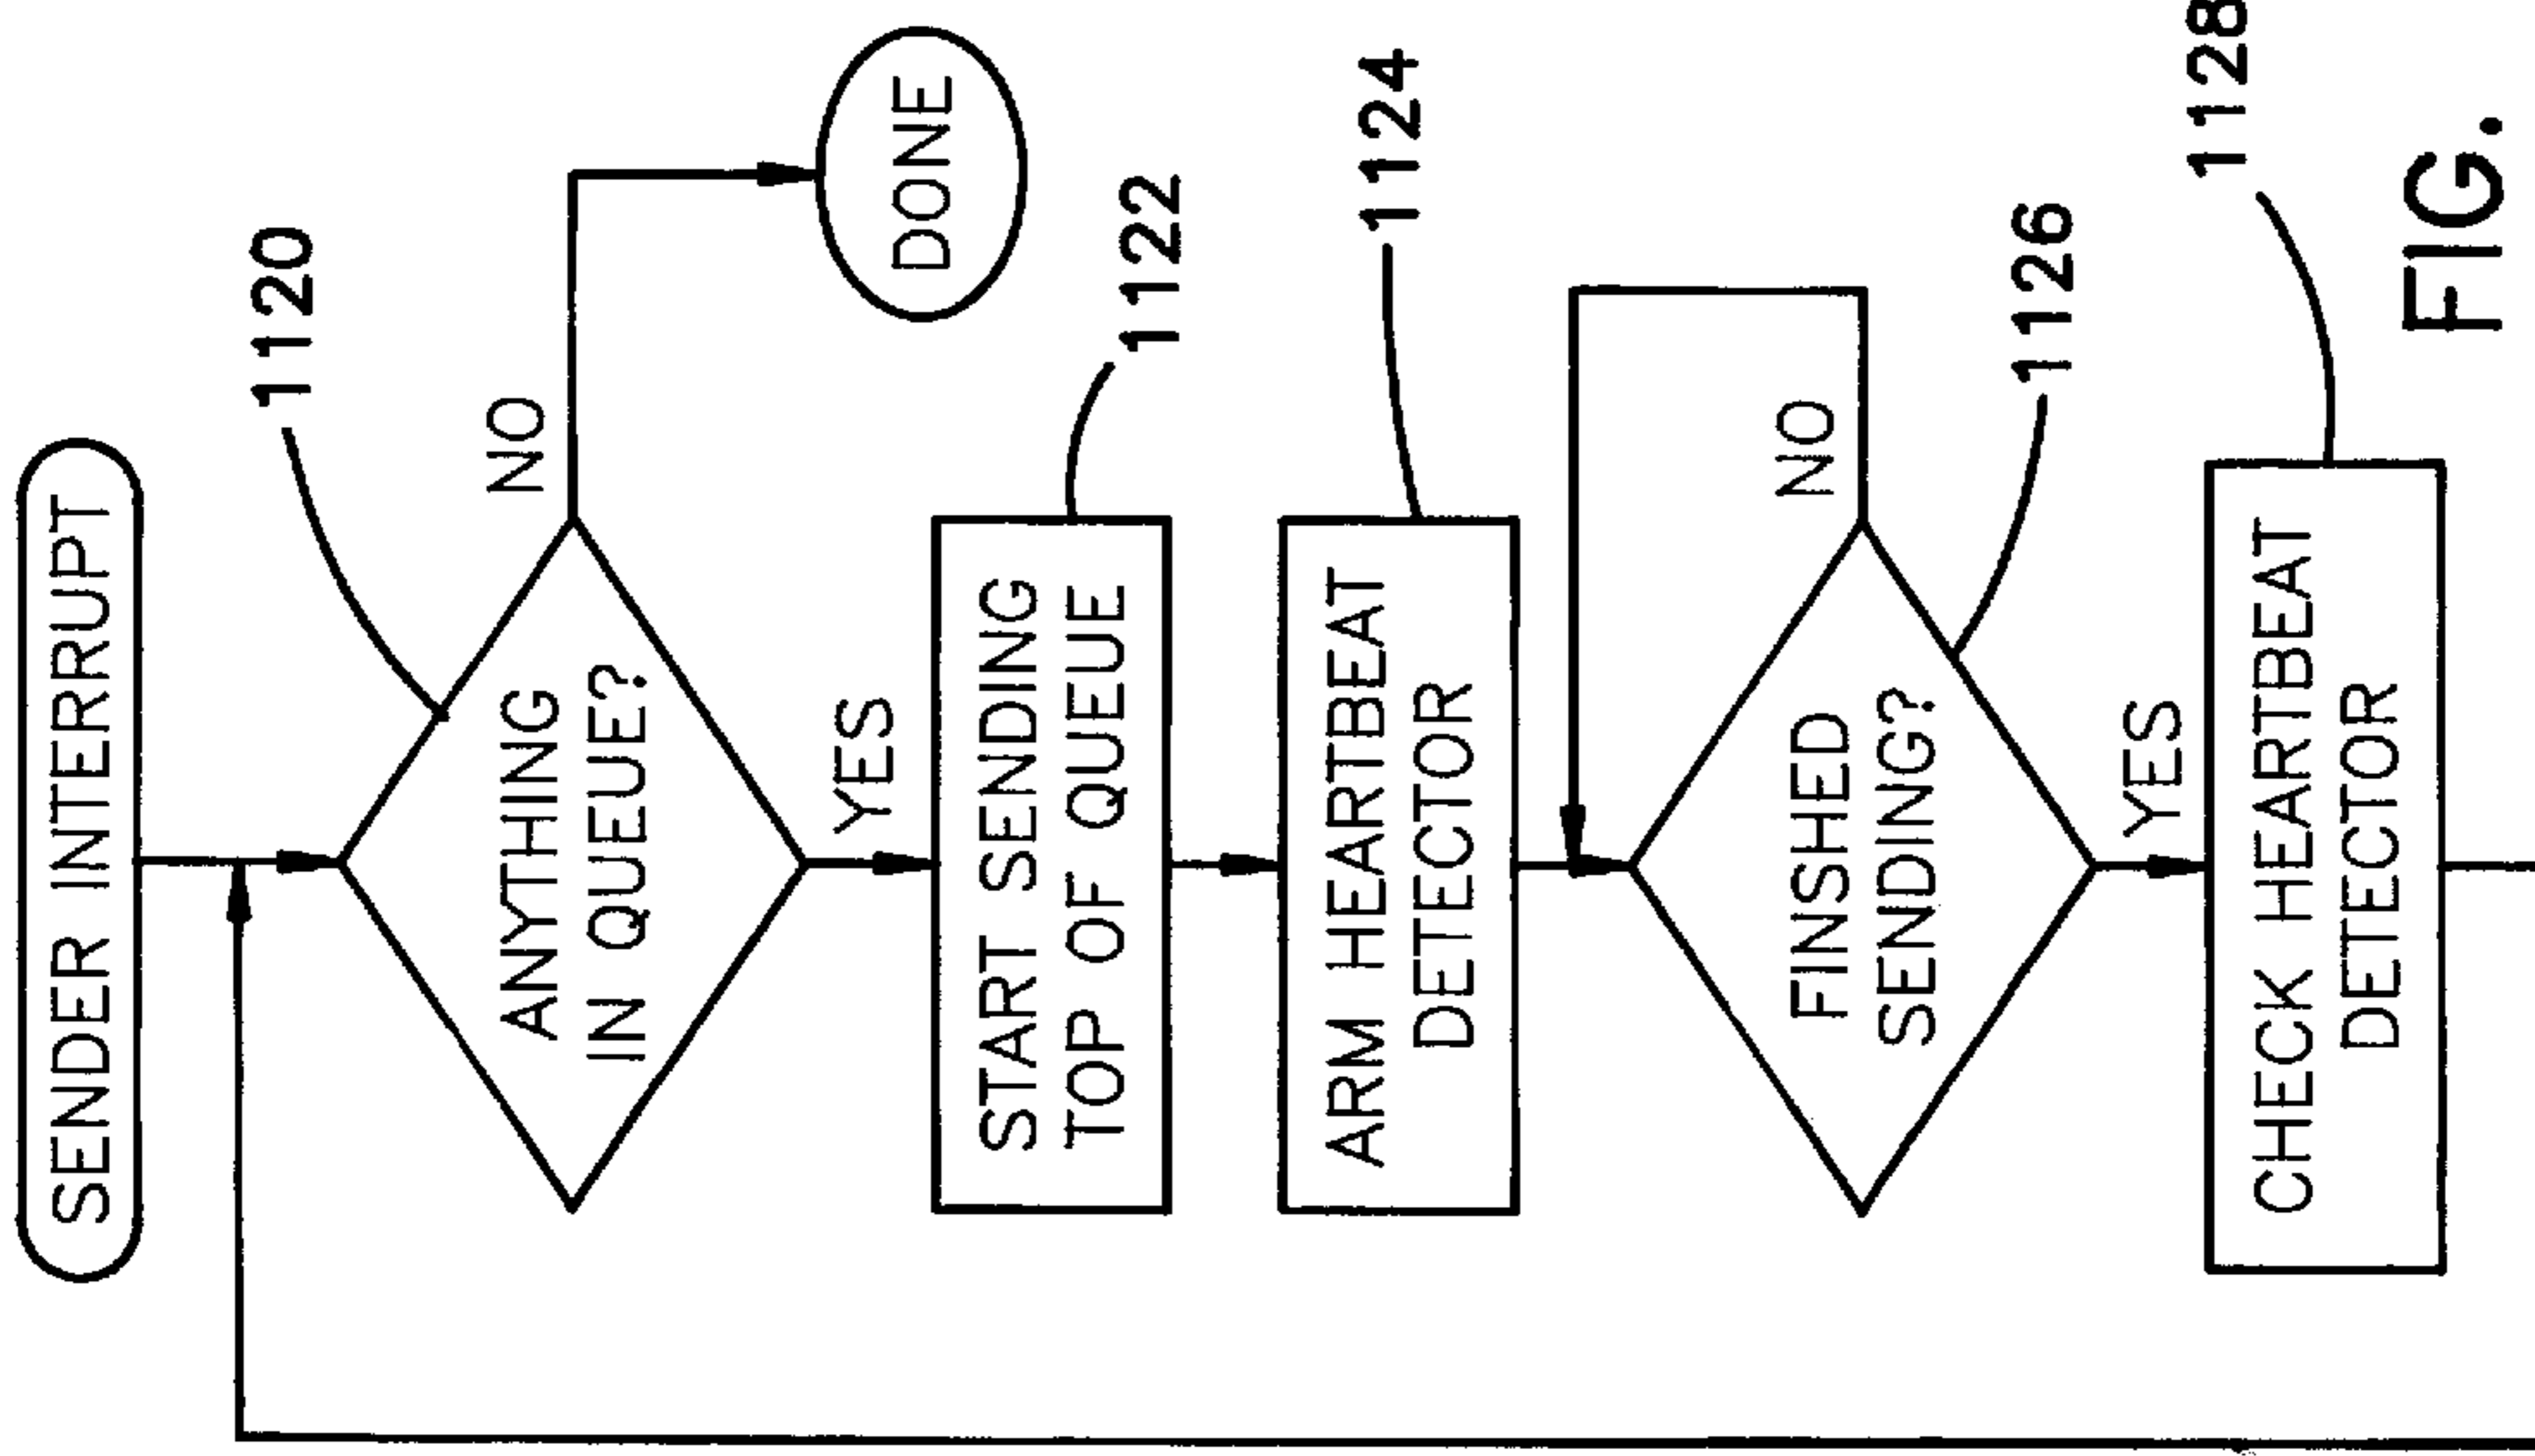 SENDER INTERRUPT
1120
ANYTHING
IN QUEUE?
NO
DONE
YES
START SENDING
TOP OF QUEUE
1122
ARM HEARTBEAT
DETECTOR
1124
NO
FINSHED
SENDING?
1126
YES
CHECK HEARTBEAT
DETECTOR
1128
FIG.